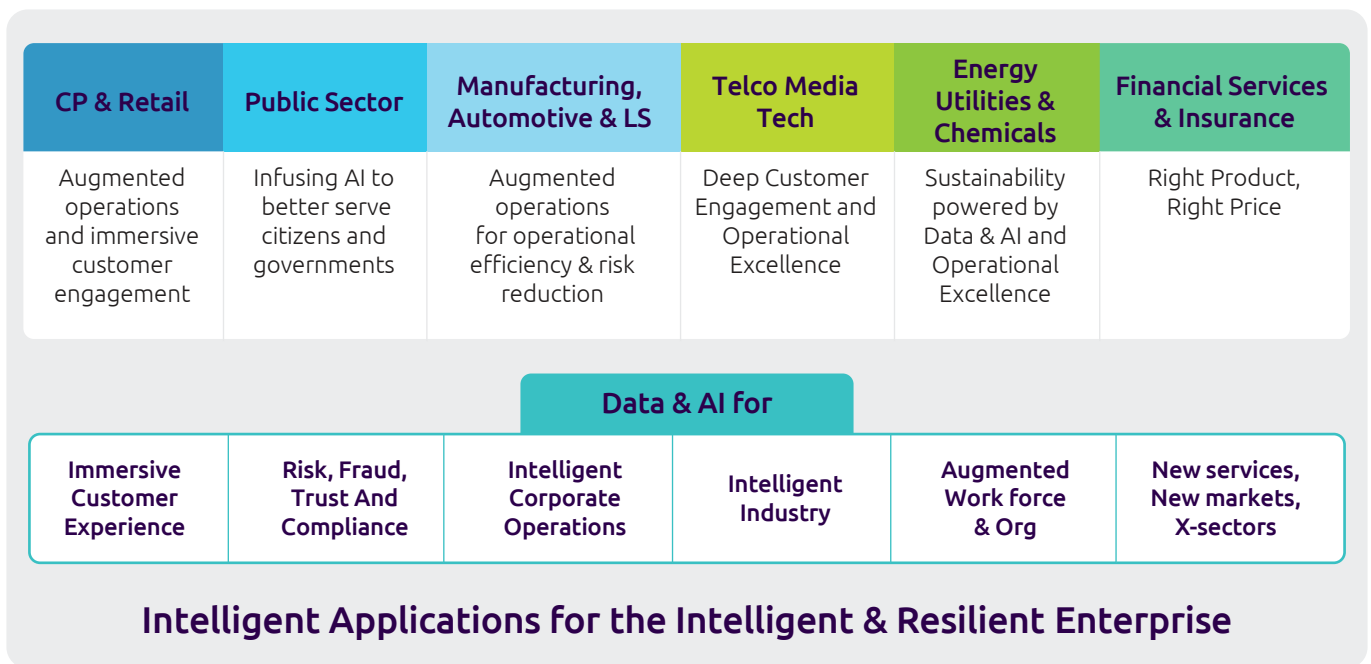 CP & Retail
Public Sector
Manufacturing,
Automotive & LS
Telco Media
Tech
Energy
Utilities &
Chemicals
Financial Services
& Insurance
Augmented
operations
and immersive
customer
engagement
Infusing AI to
better serve
citizens and
governments
Augmented
operations
for operational
efficiency & risk
reduction
Deep Customer
Engagement and
Operational
Excellence
Sustainability
powered by
Data & AI and
Operational
Excellence
Right Product,
Right Price
Data & AI for
Immersive
Customer
Experience
Risk, Fraud,
Trust And
Compliance
Intelligent
Corporate
Operations
Intelligent
Industry
Augmented
Work force
& Org
New services,
New markets,
X-sectors
Intelligent Applications for the Intelligent & Resilient Enterprise